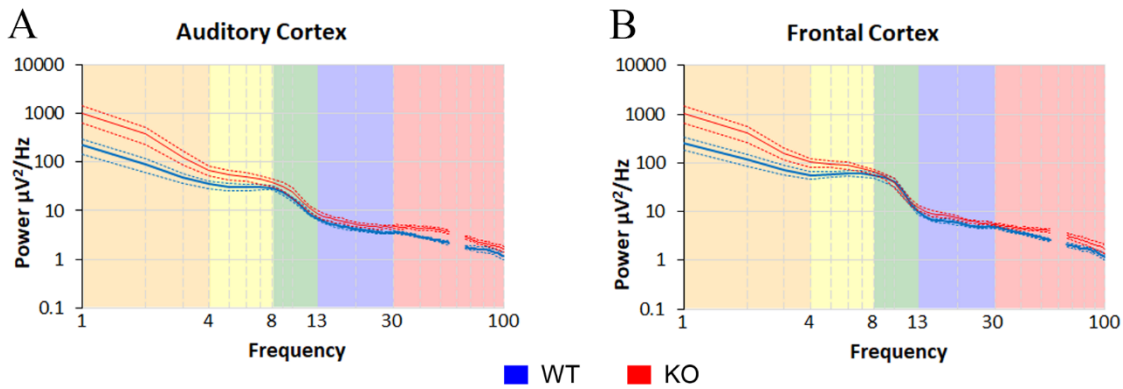 A
Auditory Cortex
Power µV²/Hz
10000
1000
100
10
1
0.1
1 4 8 13 30 100
Frequency
B
Frontal Cortex
Power µV²/Hz
10000
1000
100
10
1
0.1
1 4 8 13 30 100
Frequency
WT KO